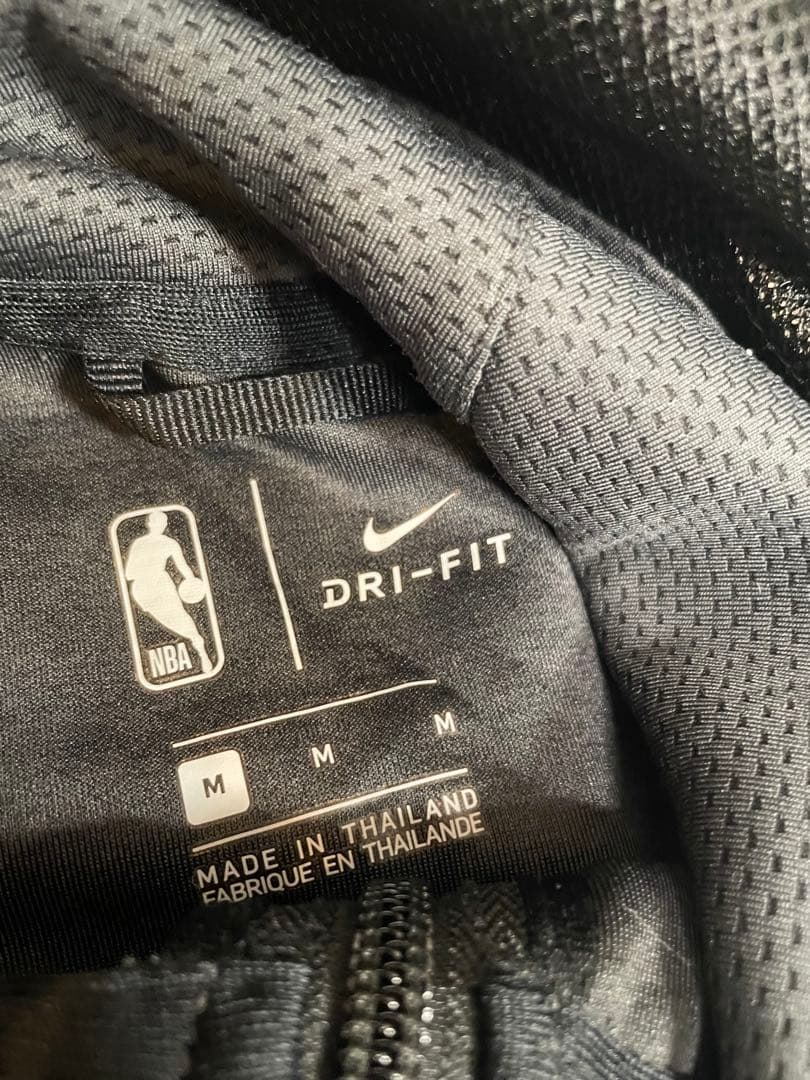 NBA
DRI-FIT
M M M
MADE IN THAILAND
FABRIQUE EN THAILANDE